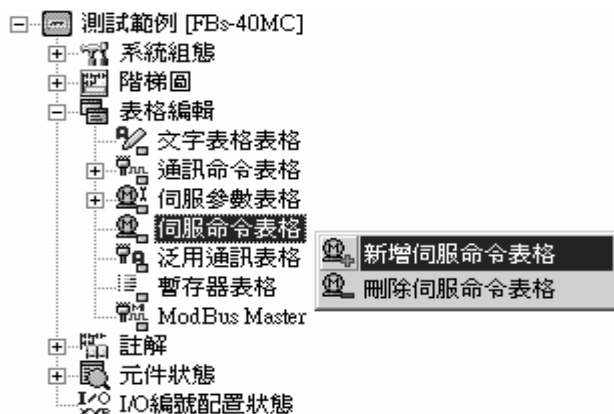 測試範例 [FBs-40MC]
系統組態
階梯圖
表格編輯
文字表格表格
通訊命令表格
伺服參數表格
伺服命令表格
新增伺服命令表格
泛用通訊表格
刪除伺服命令表格
暫存器表格
ModBus Master
註解
元件狀態
I/O編號配置狀態